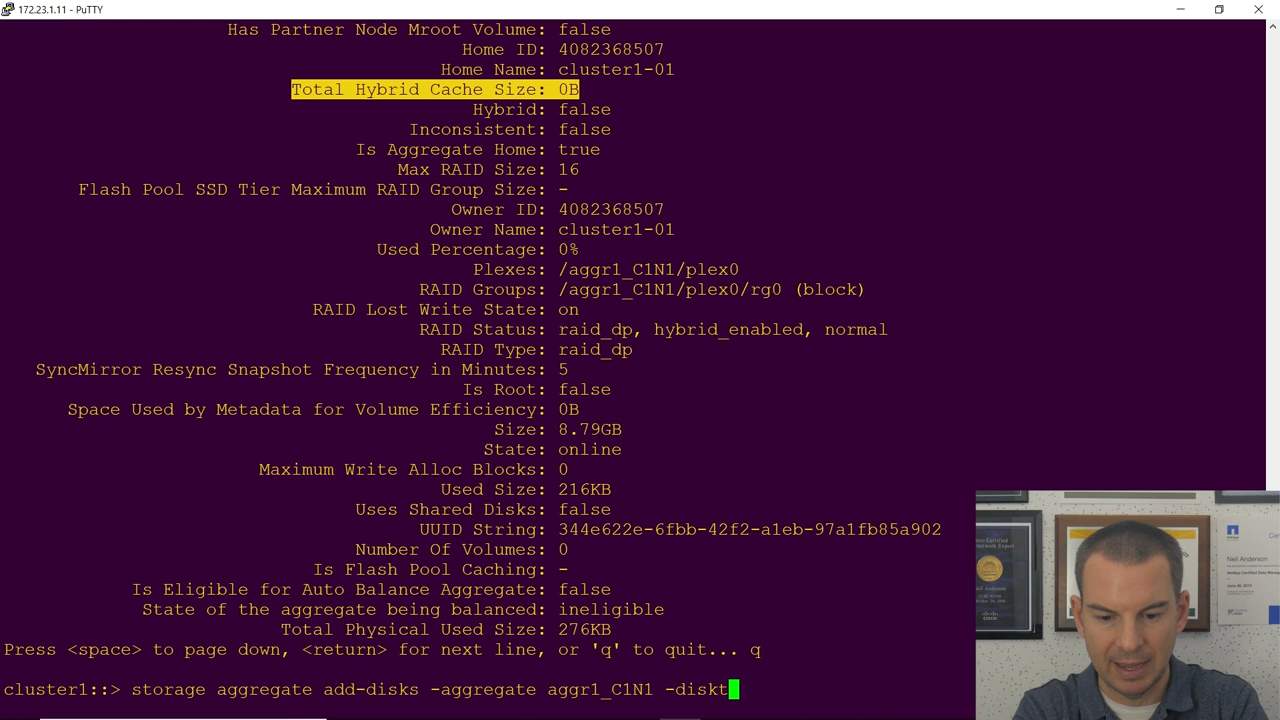 172.23.1.11 - PuTTY
Has Partner Node Mroot Volume: false
Home ID: 4082368507
Home Name: cluster1-01
Total Hybrid Cache Size: 0B
Hybrid: false
Inconsistent: false
Is Aggregate Home: true
Max RAID Size: 16
Flash Pool SSD Tier Maximum RAID Group Size: -
Owner ID: 4082368507
Owner Name: cluster1-01
Used Percentage: 0%
Plexes: /aggr1_C1N1/plex0
RAID Groups: /aggr1_C1N1/plex0/rg0 (block)
RAID Lost Write State: on
RAID Status: raid_dp, hybrid_enabled, normal
RAID Type: raid_dp
SyncMirror Resync Snapshot Frequency in Minutes: 5
Is Root: false
Space Used by Metadata for Volume Efficiency: 0B
Size: 8.79GB
State: online
Maximum Write Alloc Blocks: 0
Used Size: 216KB
Uses Shared Disks: false
UUID String: 344e622e-6fbb-42f2-a1eb-97a1fb85a902
Number Of Volumes: 0
Is Flash Pool Caching: -
Is Eligible for Auto Balance Aggregate: false
State of the aggregate being balanced: ineligible
Total Physical Used Size: 276KB
Press <space> to page down, <return> for next line, or 'q' to quit... q
cluster1::> storage aggregate add-disks -aggregate aggr1_C1N1 -diskt
Neil Anderson